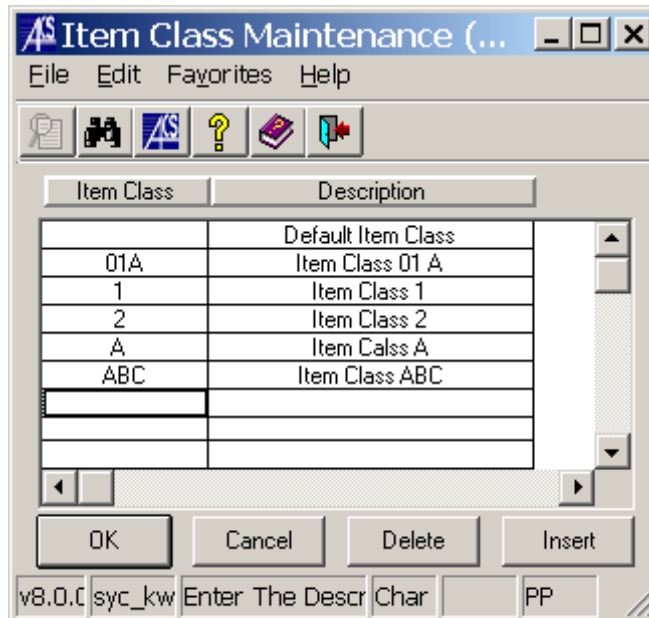 ACS Item Class Maintenance (...
File Edit Favorites Help
ACS ?
Item Class Description
Default Item Class
01A Item Class 01 A
1 Item Class 1
2 Item Class 2
A Item Calss A
ABC Item Class ABC
OK Cancel Delete Insert
v8.0.0 syc_kw Enter The Descr Char PP